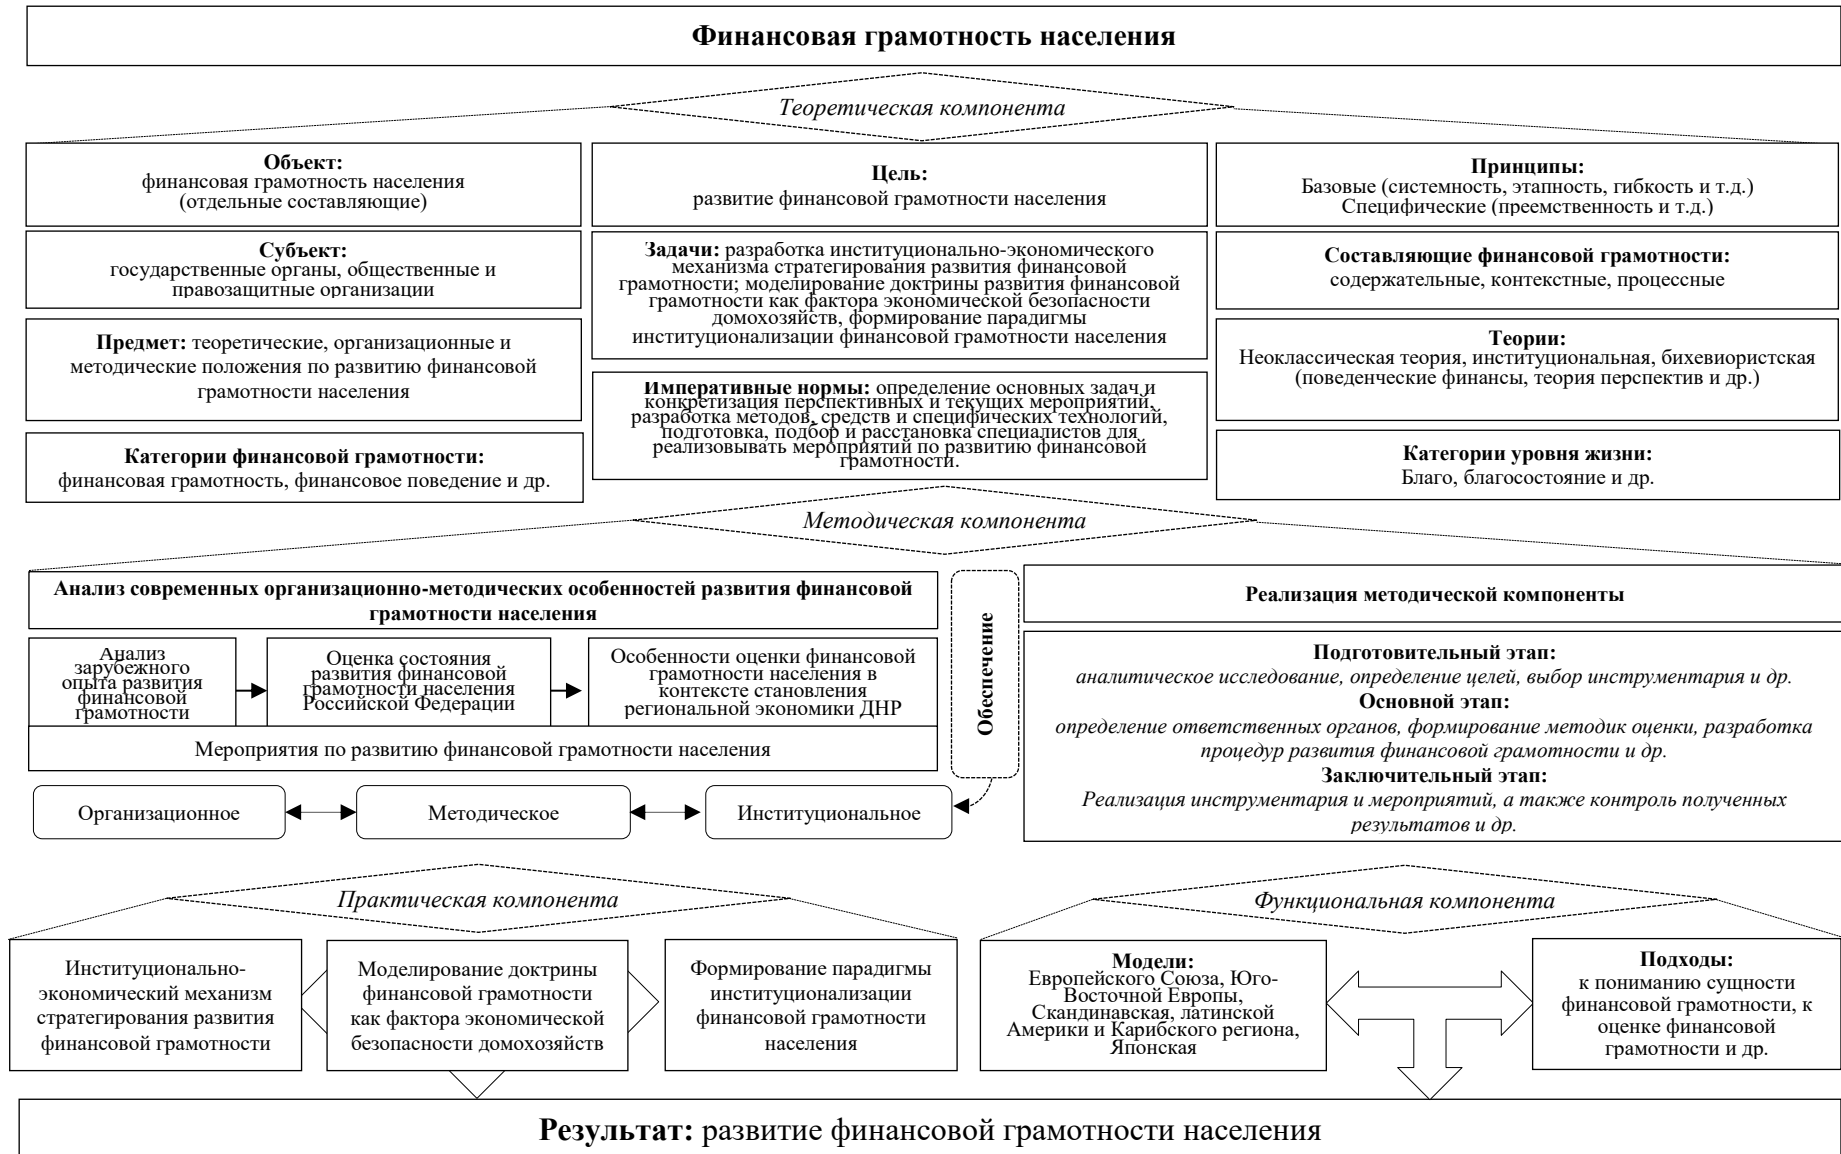 Финансовая грамотность населения
Теоретическая компонента
Объект:
финансовая грамотность населения
(отдельные составляющие)
Цель:
развитие финансовой грамотности населения
Принципы:
Базовые (системность, этапность, гибкость и т.д.)
Специфические (преемственность и т.д.)
Субъект:
государственные органы, общественные и
правозащитные организации
Задачи: разработка институционально-экономического
механизма стратегирования развития финансовой
грамотности; моделирование доктрины развития финансовой
грамотности как фактора экономической безопасности
домохозяйств, формирование парадигмы
институционализации финансовой грамотности населения
Составляющие финансовой грамотности:
содержательные, контекстные, процессные
Предмет: теоретические, организационные и
методические положения по развитию финансовой
грамотности населения
Теории:
Неоклассическая теория, институциональная, бихевиористская
(поведенческие финансы, теория перспектив и др.)
Императивные нормы: определение основных задач и
конкретизация перспективных и текущих мероприятий,
разработка методов, средств и специфических технологий,
подготовка, подбор и расстановка специалистов для
реализовывать мероприятий по развитию финансовой
грамотности.
Категории финансовой грамотности:
финансовая грамотность, финансовое поведение и др.
Категории уровня жизни:
Благо, благосостояние и др.
Методическая компонента
Анализ современных организационно-методических особенностей развития финансовой
грамотности населения
Анализ
зарубежного
опыта развития
финансовой
грамотности
Оценка состояния
развития финансовой
грамотности населения
Российской Федерации
Особенности оценки финансовой
грамотности населения в
контексте становления
региональной экономики ДНР
Мероприятия по развитию финансовой грамотности населения
Организационное
Методическое
Институциональное
Обеспечение
Реализация методической компоненты
Подготовительный этап:
аналитическое исследование, определение целей, выбор инструментария и др.
Основной этап:
определение ответственных органов, формирование методик оценки, разработка
процедур развития финансовой грамотности и др.
Заключительный этап:
Реализация инструментария и мероприятий, а также контроль полученных
результатов и др.
Практическая компонента
Институционально-
экономический механизм
стратегирования развития
финансовой грамотности
Моделирование доктрины
финансовой грамотности
как фактора экономической
безопасности домохозяйств
Формирование парадигмы
институционализации
финансовой грамотности
населения
Функциональная компонента
Модели:
Европейского Союза, Юго-
Восточной Европы,
Скандинавская, латинской
Америки и Карибского региона,
Японская
Подходы:
к пониманию сущности
финансовой грамотности, к
оценке финансовой
грамотности и др.
Результат: развитие финансовой грамотности населения